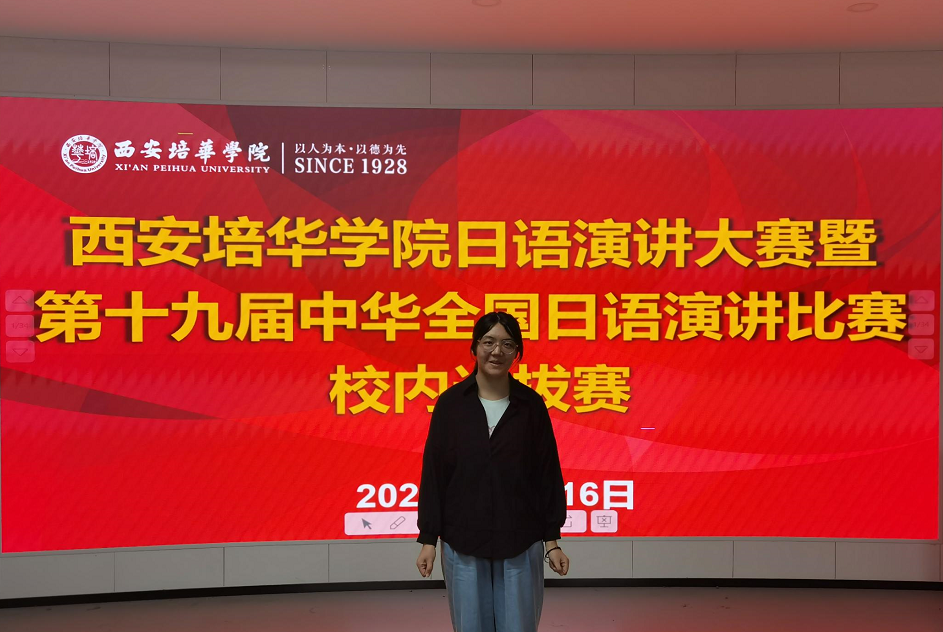 西安培華學院
XI'AN PEIHUA UNIVERSITY
以人为本·以德为先
SINCE 1928
西安培华学院日语演讲大赛暨
第十九届中华全国日语演讲比赛
校内 拔赛
202 16日